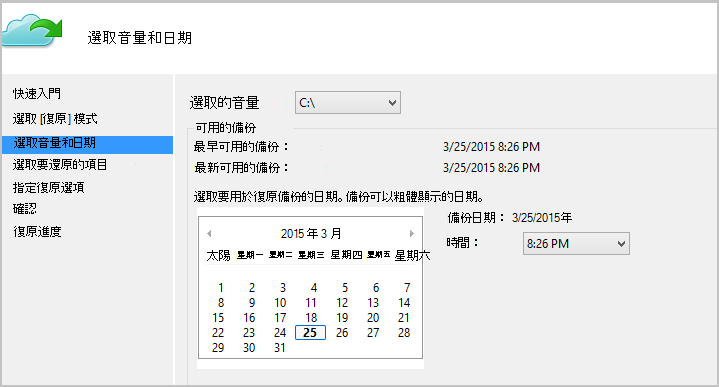 選取音量和日期
快速入門
選取 [復原] 模式
選取音量和日期
選取要還原的項目
指定復原選項
確認
復原進度
選取的音量 C:\
可用的備份
最早可用的備份： 3/25/2015 8:26 PM
最新可用的備份： 3/25/2015 8:26 PM
選取要用於復原備份的日期。備份可以粗體顯示的日期。
2015 年 3 月
太陽 星期一 星期二 星期三 星期四 星期五 星期六
1 2 3 4 5 6 7
8 9 10 11 12 13 14
15 16 17 18 19 20 21
22 23 24 25 26 27 28
29 30 31
備份日期： 3/25/2015年
時間： 8:26 PM